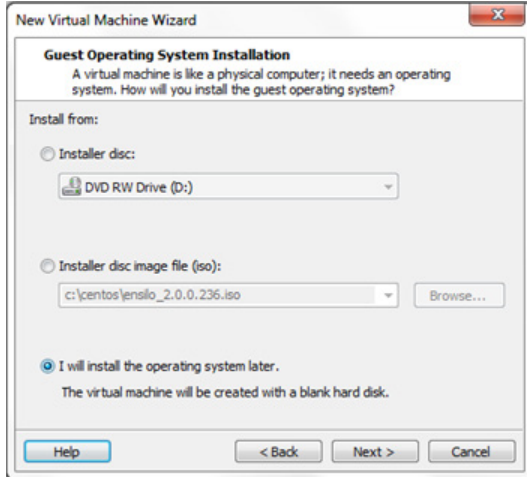 New Virtual Machine Wizard
Guest Operating System Installation
A virtual machine is like a physical computer; it needs an operating
system. How will you install the guest operating system?
Install from:
Installer disc:
DVD RW Drive (D:)
Installer disc image file (iso):
c:\centos\ensilo_2.0.0.236.iso
Browse...
I will install the operating system later.
The virtual machine will be created with a blank hard disk.
Help < Back Next > Cancel